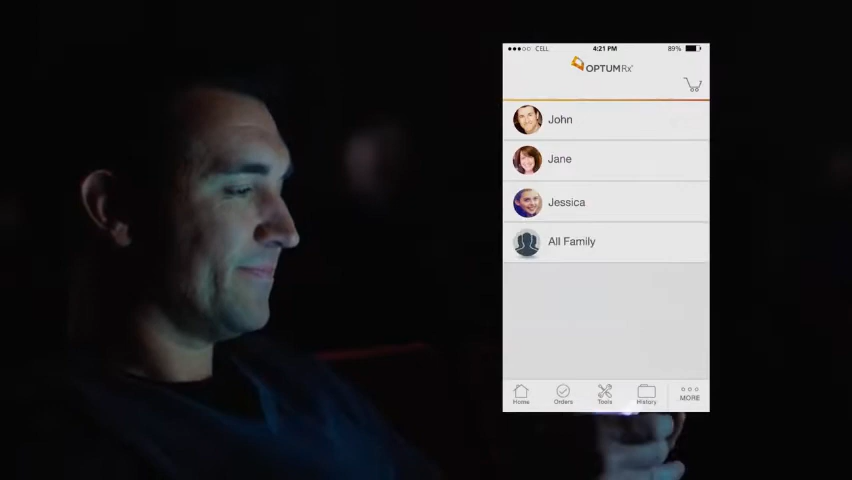 CELL 4:21 PM 89%
OPTUMRx®
John
Jane
Jessica
All Family
Home Orders Tools History MORE